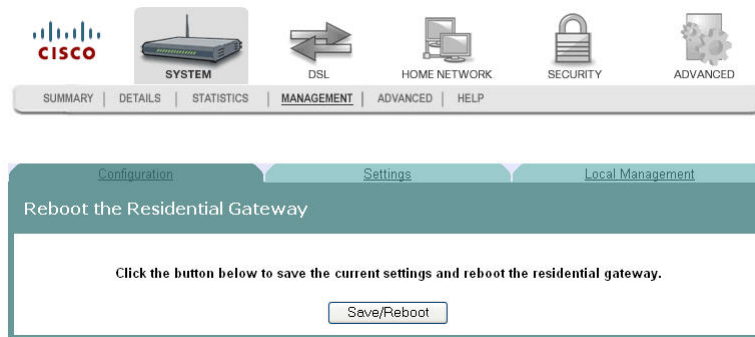 CISCO
SYSTEM DSL HOME NETWORK SECURITY ADVANCED
SUMMARY | DETAILS | STATISTICS | MANAGEMENT | ADVANCED | HELP
Configuration Settings Local Management
Reboot the Residential Gateway
Click the button below to save the current settings and reboot the residential gateway.
Save/Reboot